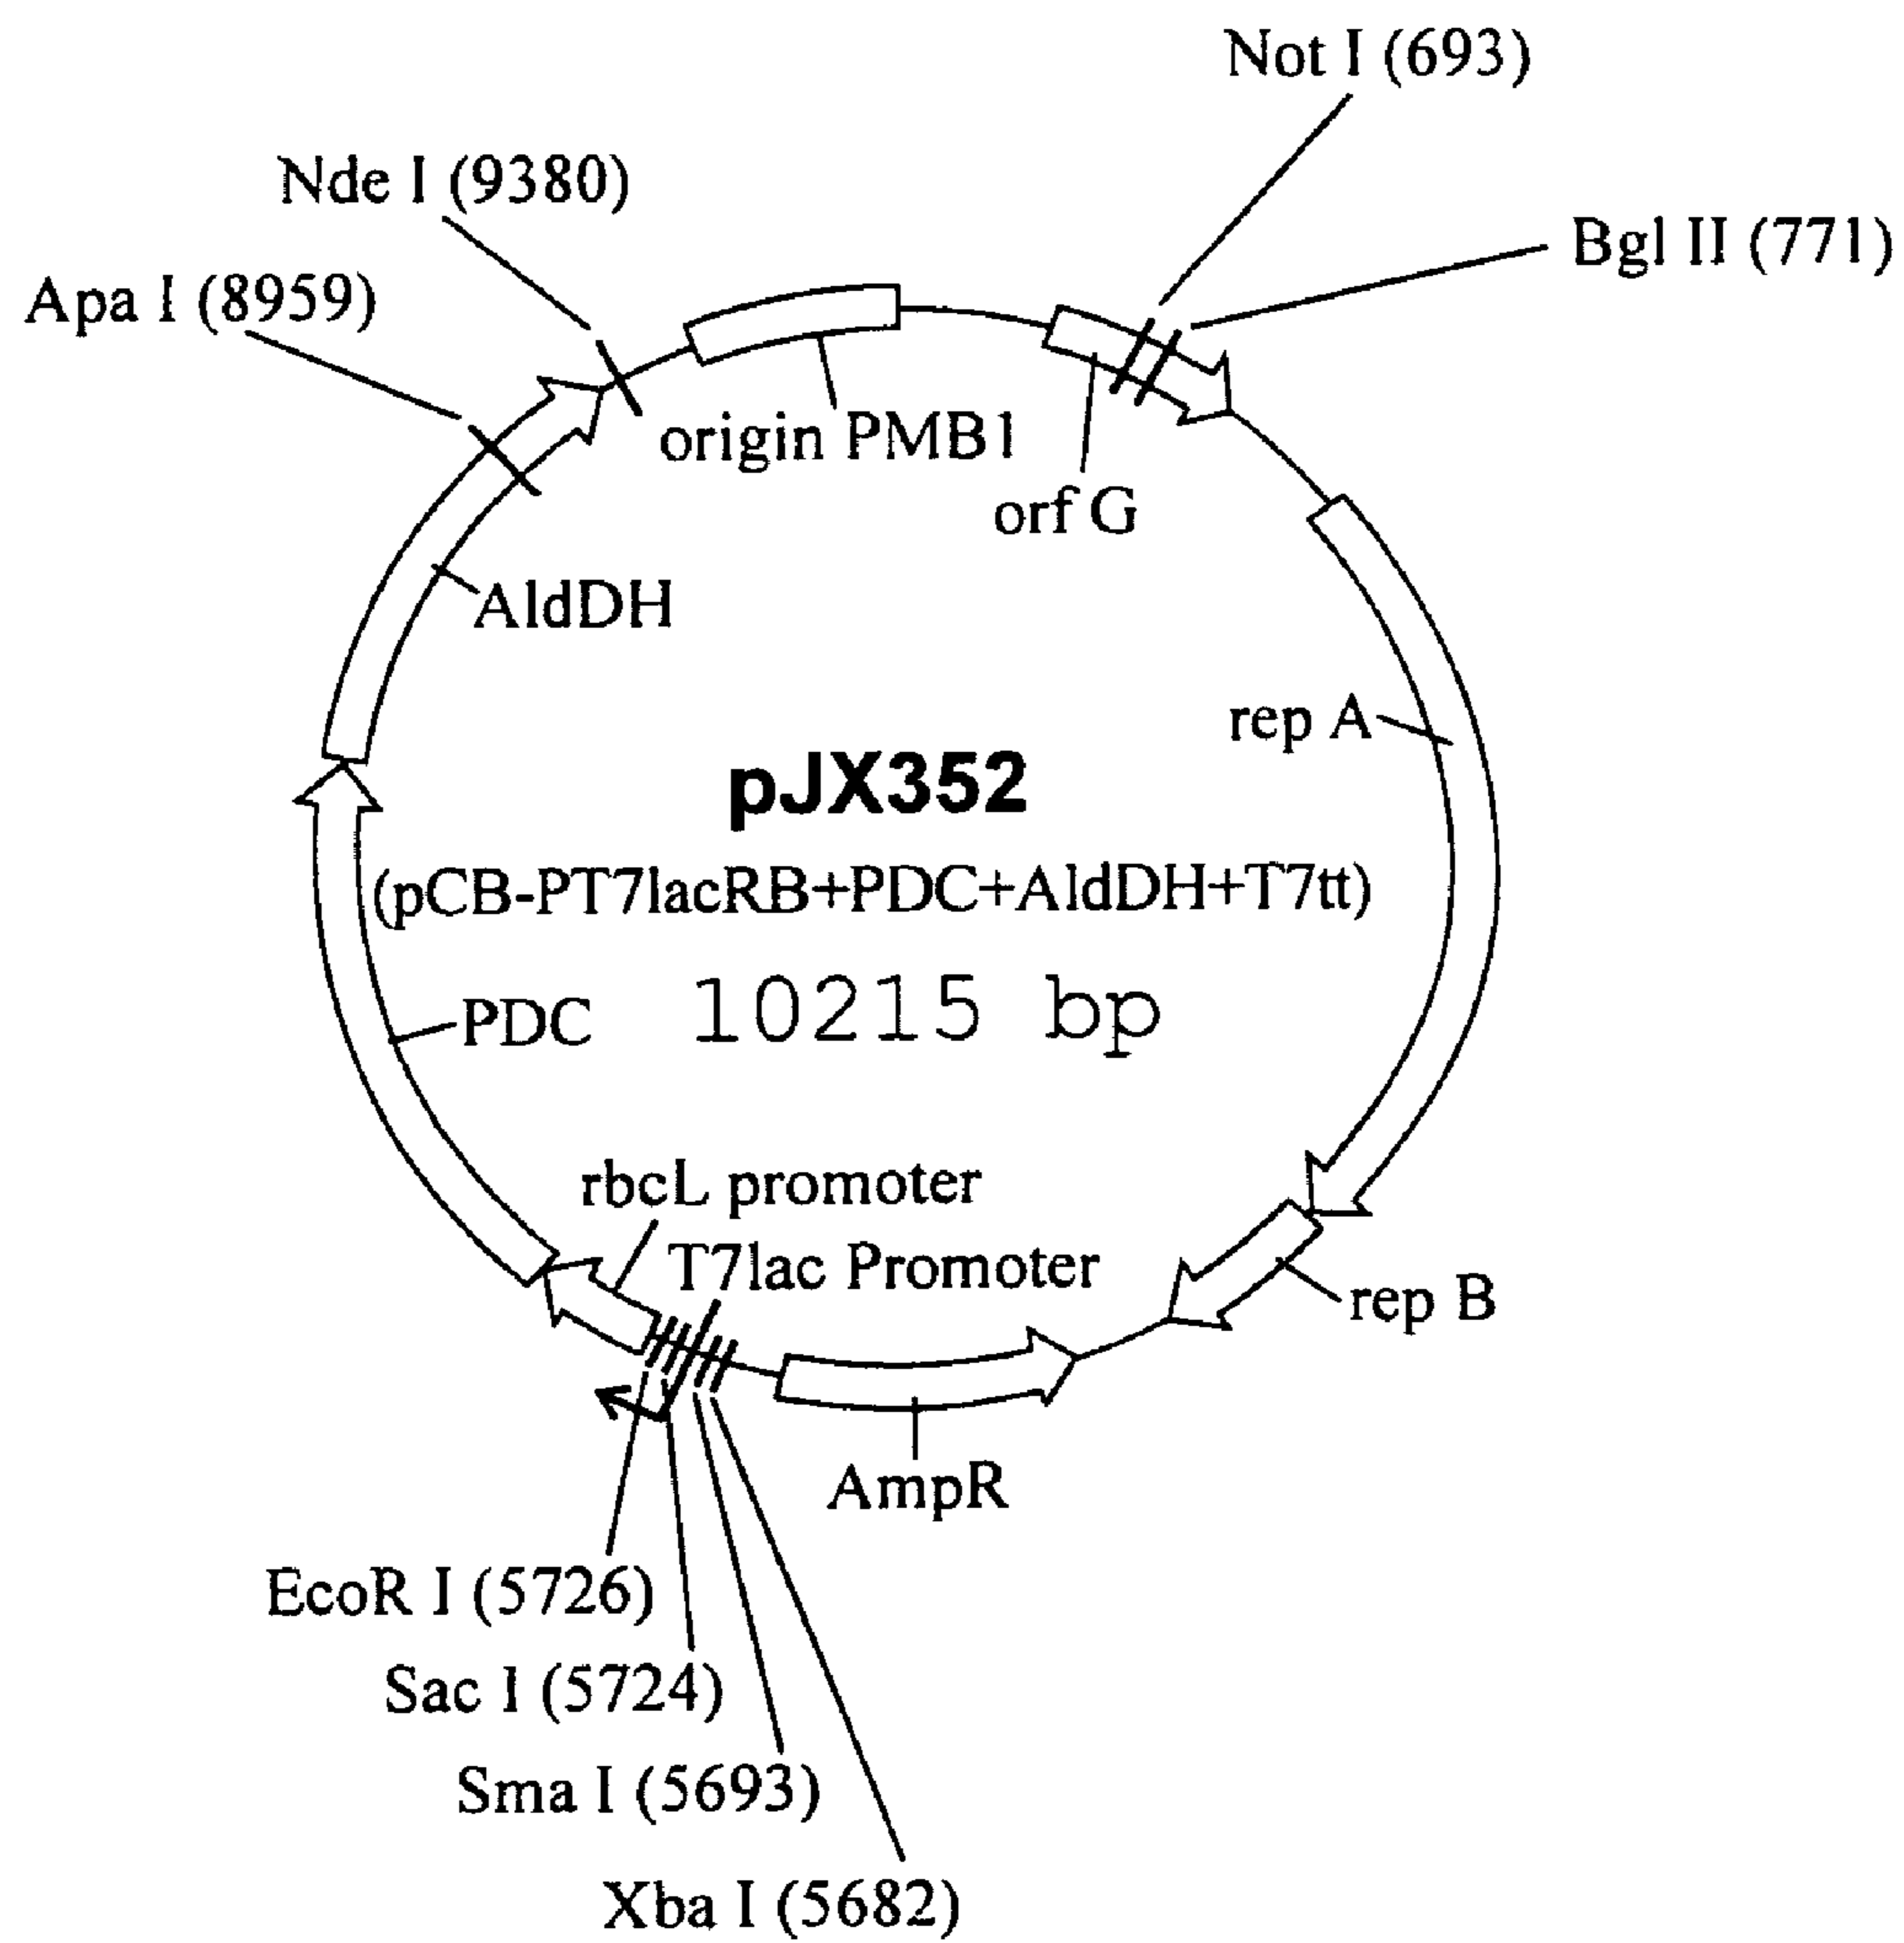 Not I (693)
Nde I (9380)
Bgl II (771)
Apa I (8959)
origin PMB1
orf G
AldDH
rep A
pJX352
(pCB-PT7lacRB+PDC+AldDH+T7tt)
10215 bp
PDC
rbcL promoter
T7lac Promoter
rep B
AmpR
EcoR I (5726)
Sac I (5724)
Sma I (5693)
Xba I (5682)